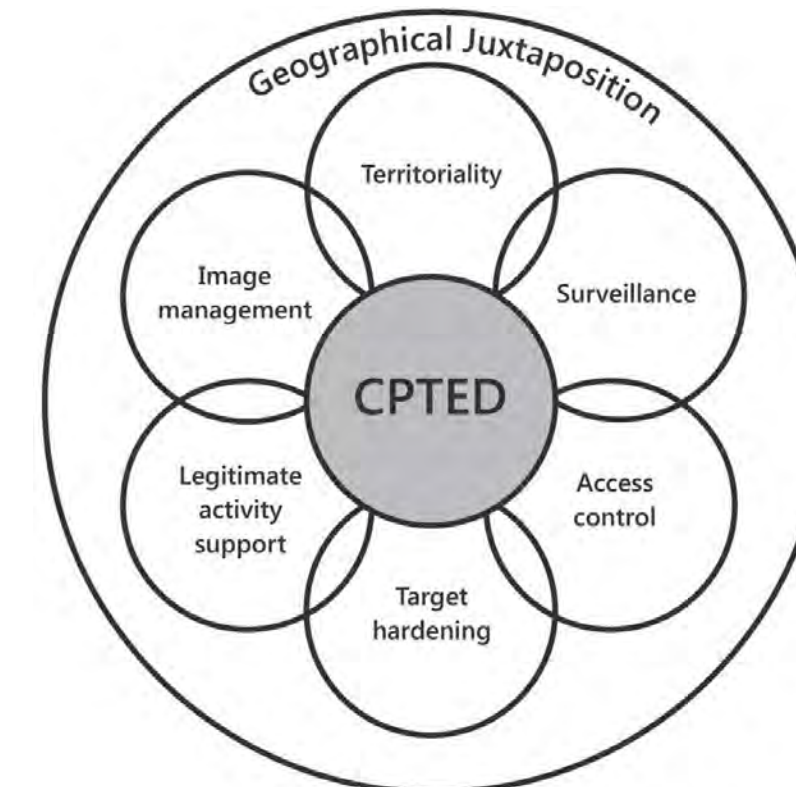 Geographical Juxtaposition
Territoriality
Image
management
Surveillance
CPTED
Legitimate
activity
support
Access
control
Target
hardening